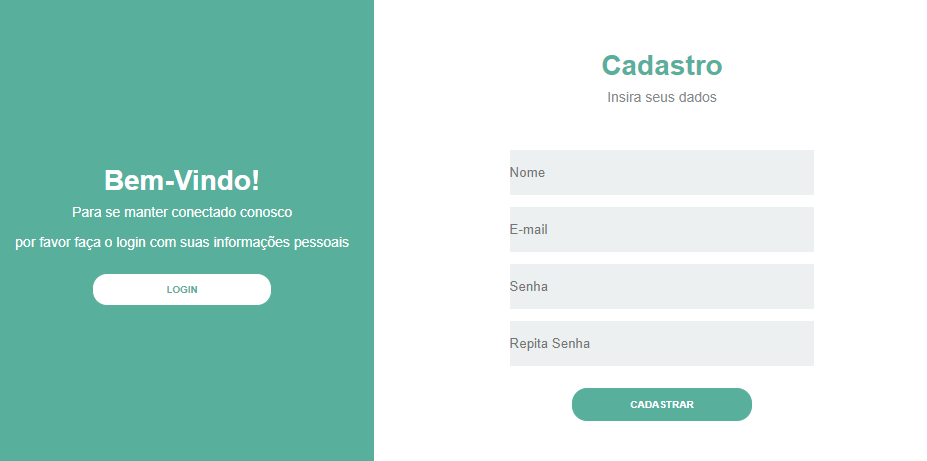 Bem-Vindo!
Para se manter conectado conosco
por favor faça o login com suas informações pessoais
LOGIN
Cadastro
Insira seus dados
Nome
E-mail
Senha
Repita Senha
CADASTRAR